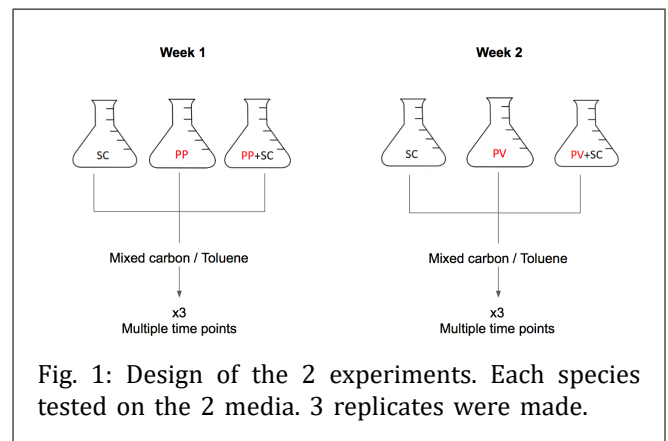 Week 1
Week 2
SC
PP
PP+SC
SC
PV
PV+SC
Mixed carbon / Toluene
Mixed carbon / Toluene
x3
x3
Multiple time points
Multiple time points
Fig. 1: Design of the 2 experiments. Each species
tested on the 2 media. 3 replicates were made.